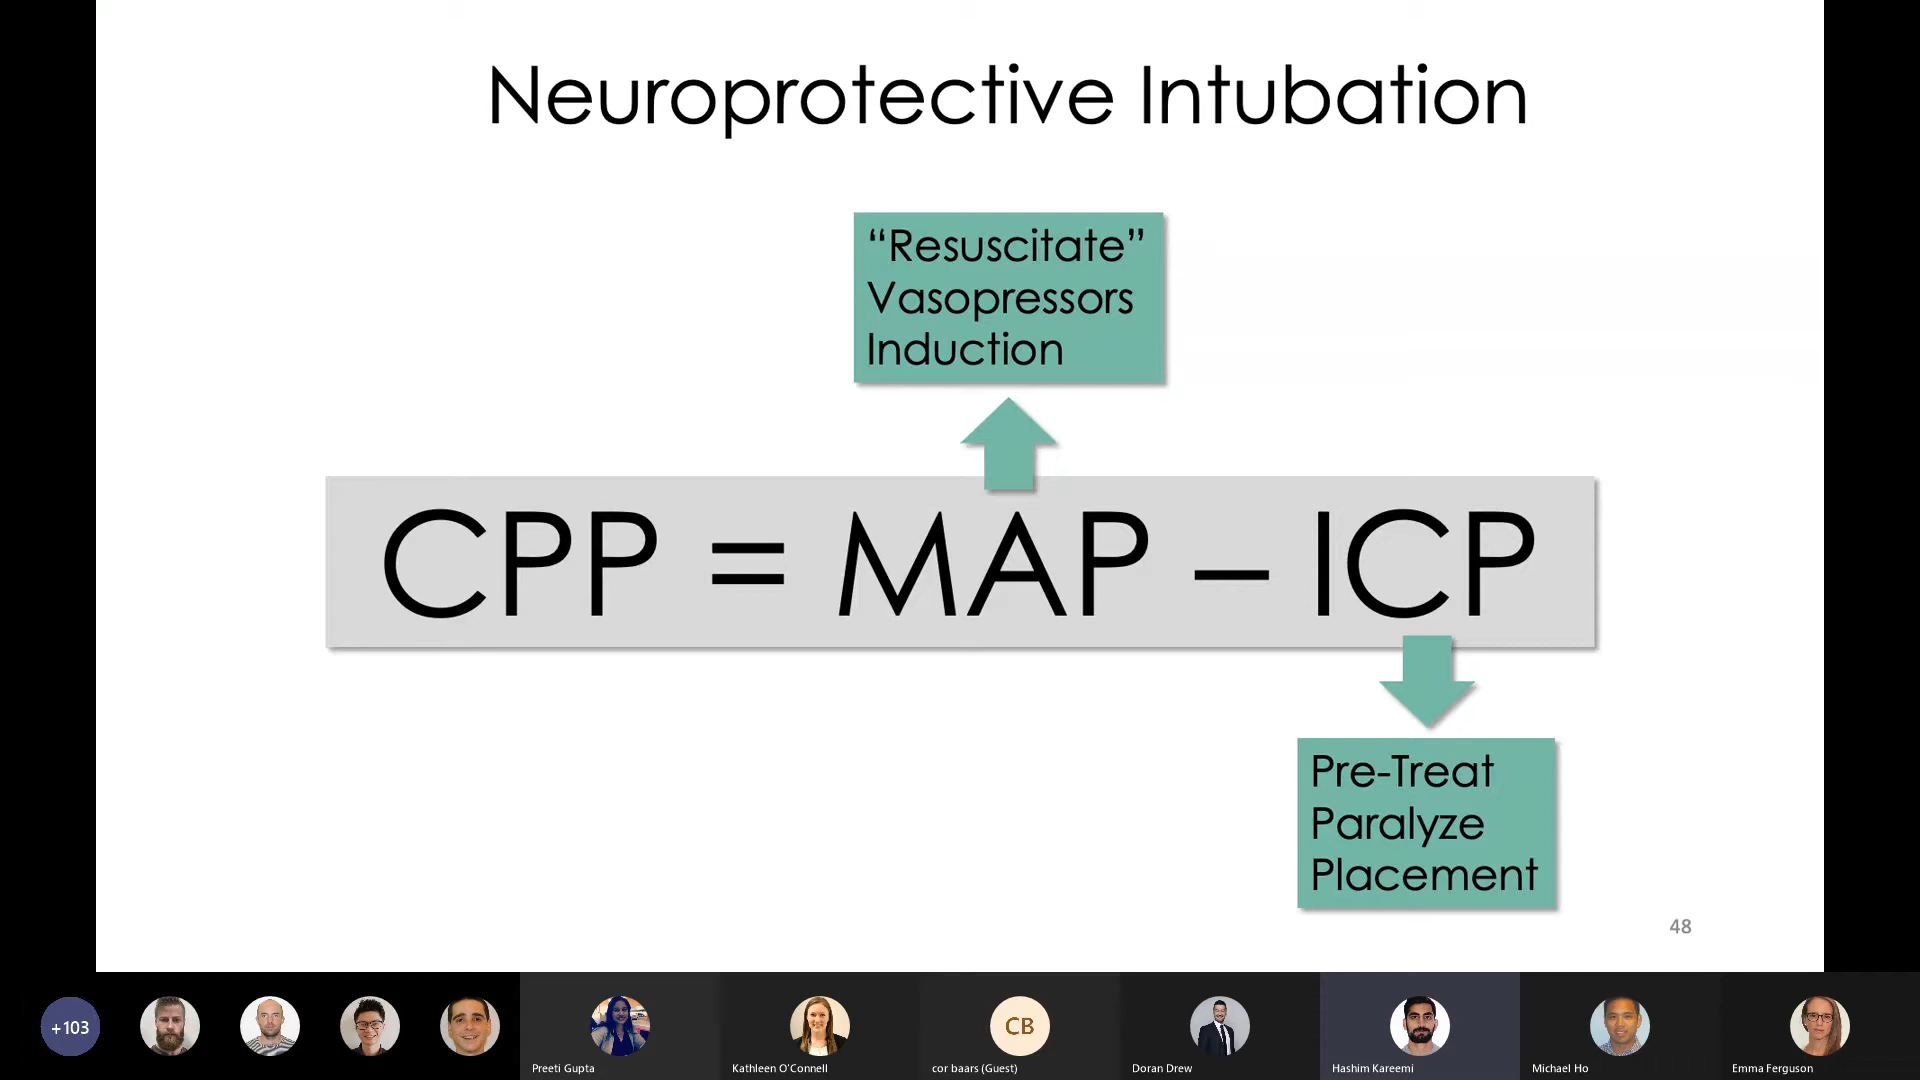 Neuroprotective Intubation
“Resuscitate”
Vasopressors
Induction
CPP = MAP – ICP
Pre-Treat
Paralyze
Placement
48
+103
Preeti Gupta
Kathleen O'Connell
CB
cor baars (Guest)
Doran Drew
Hashim Kareemi
Michael Ho
Emma Ferguson